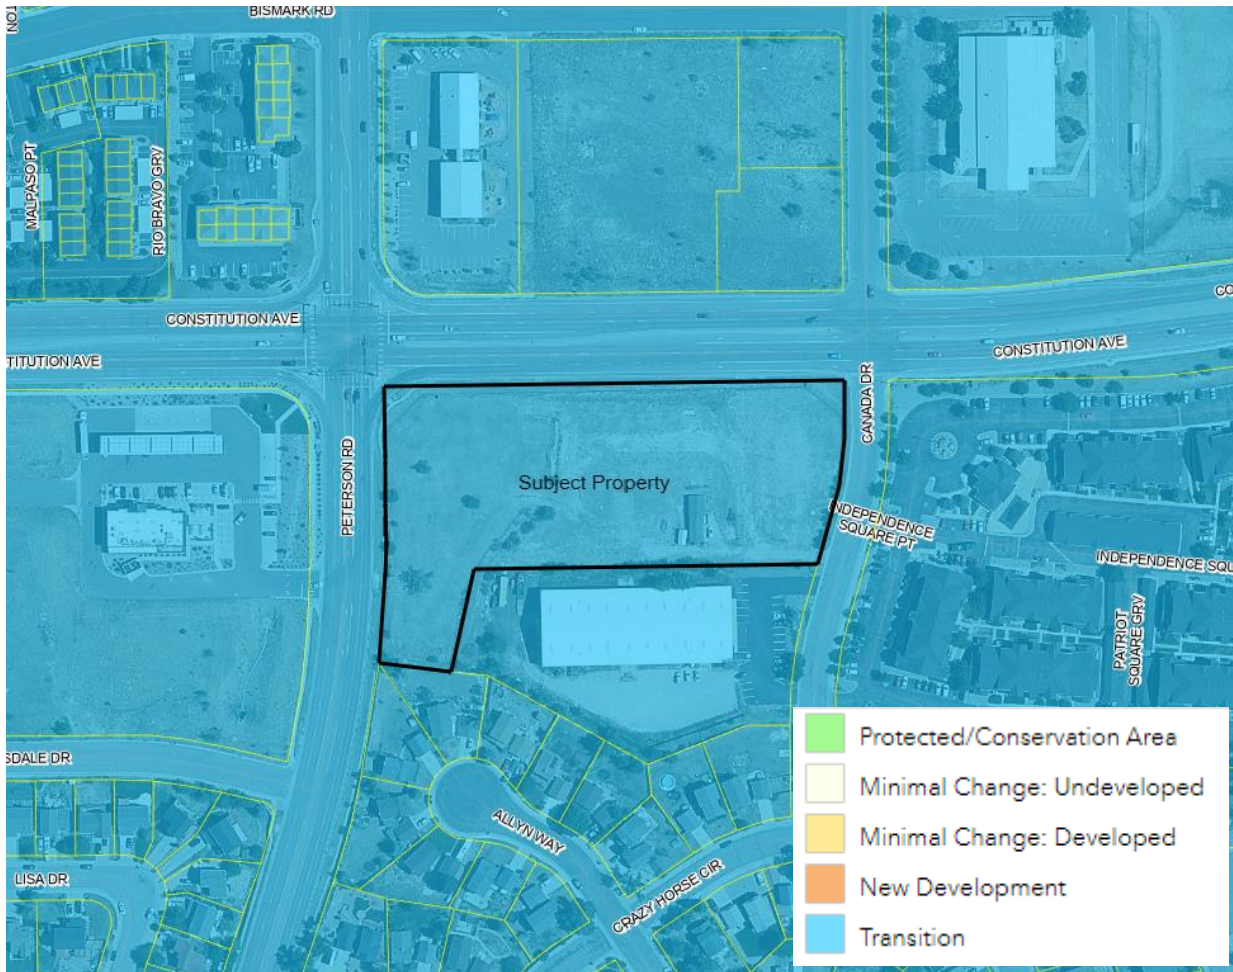 TON
BISMARK RD
MALPASO PT
RIO BRAVO GRV
CONSTITUTION AVE
CO
TITUTION AVE
CONSTITUTION AVE
PETERSON RD
CANADA DR
Subject Property
INDEPENDENCE
SQUARE PT
INDEPENDENCE SQU
PATRIOT
SQUARE GRV
SDALE DR
ALLYN WAY
LISA DR
CRAZY HORSE CIR
Protected/Conservation Area
Minimal Change: Undeveloped
Minimal Change: Developed
New Development
Transition